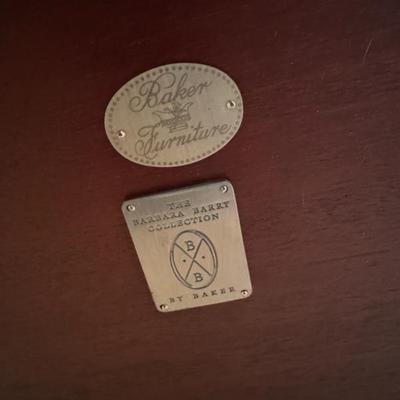 Baker
Furniture
THE
BARBARA BARRY
COLLECTION
B
B
BY BAKER